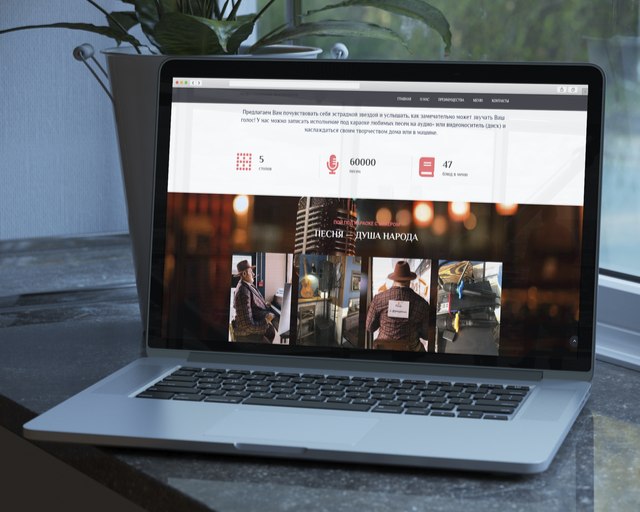 ГЛАВНАЯ О НАС ПРЕИМУЩЕСТВА МЕНЮ КОНТАКТЫ
Предлагаем Вам почувствовать себя эстрадной звездой и услышать, как замечательно может звучать Ваш
голос! У нас можно записать исполнение под караоке любимых песен на аудио- или видеоноситель (диск) и
наслаждаться своим творчеством дома или в машине.
5
60000
песен
47
блюд в меню
ПЕСНЯ — ДУША НАРОДА